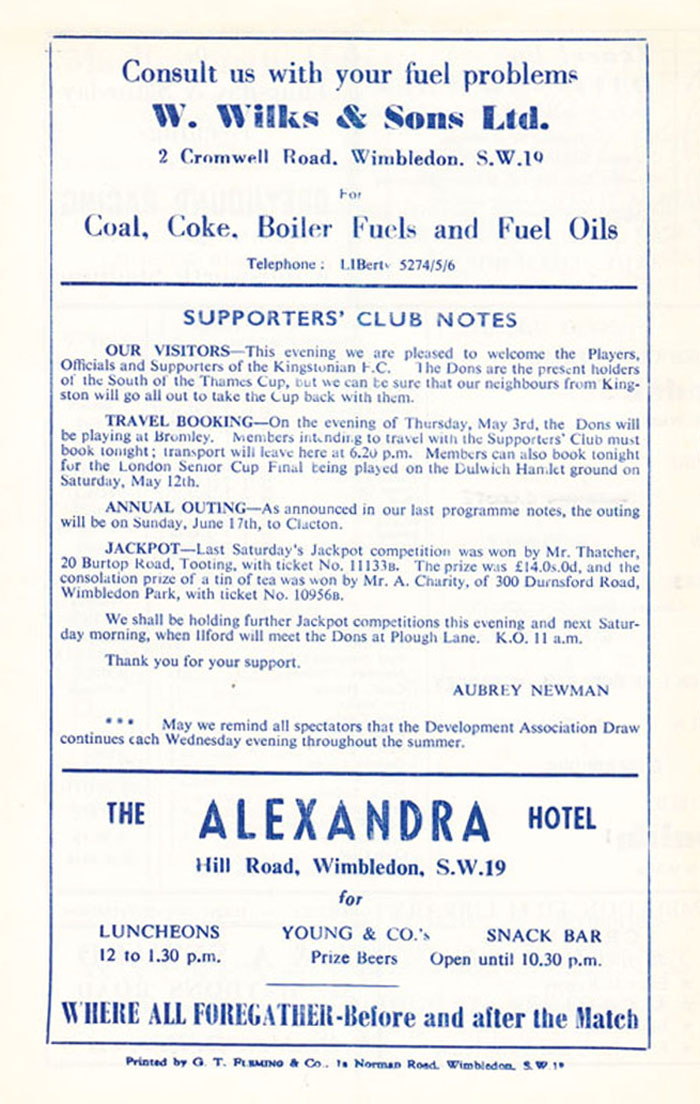 Consult us with your fuel problems
W. Wilks & Sons Ltd.
2 Cromwell Road, Wimbledon. S.W.19
For
Coal, Coke, Boiler Fuels and Fuel Oils
Telephone: LIBerty 5274/5/6
SUPPORTERS' CLUB NOTES
OUR VISITORS—This evening we are pleased to welcome the Players,
Officials and Supporters of the Kingstonian F.C. The Dons are the present holders
of the South of the Thames Cup, but we can be sure that our neighbours from King-
ston will go all out to take the Cup back with them.
TRAVEL BOOKING—On the evening of Thursday, May 3rd, the Dons will
be playing at Bromley. Members intending to travel with the Supporters' Club must
book tonight; transport will leave here at 6.20 p.m. Members can also book tonight
for the London Senior Cup Final being played on the Dulwich Hamlet ground on
Saturday, May 12th.
ANNUAL OUTING—As announced in our last programme notes, the outing
will be on Sunday, June 17th, to Clacton.
JACKPOT—Last Saturday's Jackpot competition was won by Mr. Thatcher,
20 Burtop Road, Tooting, with ticket No. 11133B. The prize was £14.0s.0d, and the
consolation prize of a tin of tea was won by Mr. A. Charity, of 300 Durnsford Road,
Wimbledon Park, with ticket No. 10956B.
We shall be holding further Jackpot competitions this evening and next Satur-
day morning, when Ilford will meet the Dons at Plough Lane. K.O. 11 a.m.
Thank you for your support.
AUBREY NEWMAN
*** May we remind all spectators that the Development Association Draw
continues each Wednesday evening throughout the summer.
THE ALEXANDRA HOTEL
Hill Road, Wimbledon, S.W.19
for
LUNCHEONS YOUNG & CO.'s SNACK BAR
12 to 1.30 p.m. Prize Beers Open until 10.30 p.m.
WHERE ALL FOREGATHER-Before and after the Match
Printed by G. T. FLEMING & Co., 1a Norman Road, Wimbledon, S.W.19